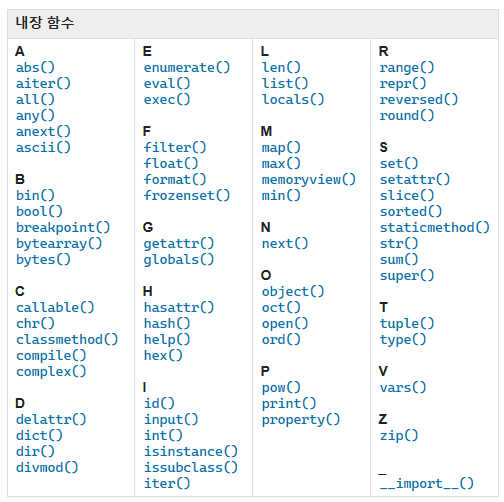 내장 함수
A
abs()
aiter()
all()
any()
anext()
ascii()
B
bin()
bool()
breakpoint()
bytearray()
bytes()
C
callable()
chr()
classmethod()
compile()
complex()
D
delattr()
dict()
dir()
divmod()
E
enumerate()
eval()
exec()
F
filter()
float()
format()
frozenset()
G
getattr()
globals()
H
hasattr()
hash()
help()
hex()
I
id()
input()
int()
isinstance()
issubclass()
iter()
L
len()
list()
locals()
M
map()
max()
memoryview()
min()
N
next()
O
object()
oct()
open()
ord()
P
pow()
print()
property()
R
range()
repr()
reversed()
round()
S
set()
setattr()
slice()
sorted()
staticmethod()
str()
sum()
super()
T
tuple()
type()
V
vars()
Z
zip()
_
__import__()